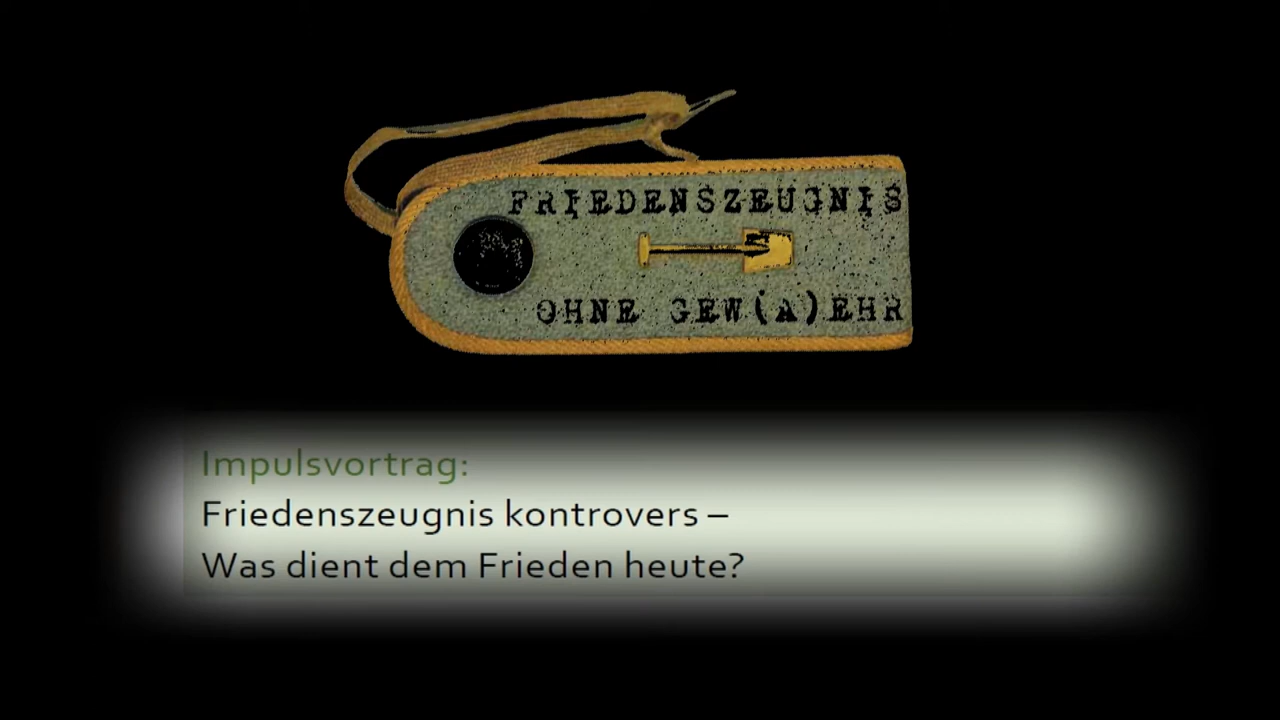 FRIEDENSZEUGNIS
OHNE GEW(A)EHR
Impulsvortrag:
Friedenszeugnis kontrovers –
Was dient dem Frieden heute?